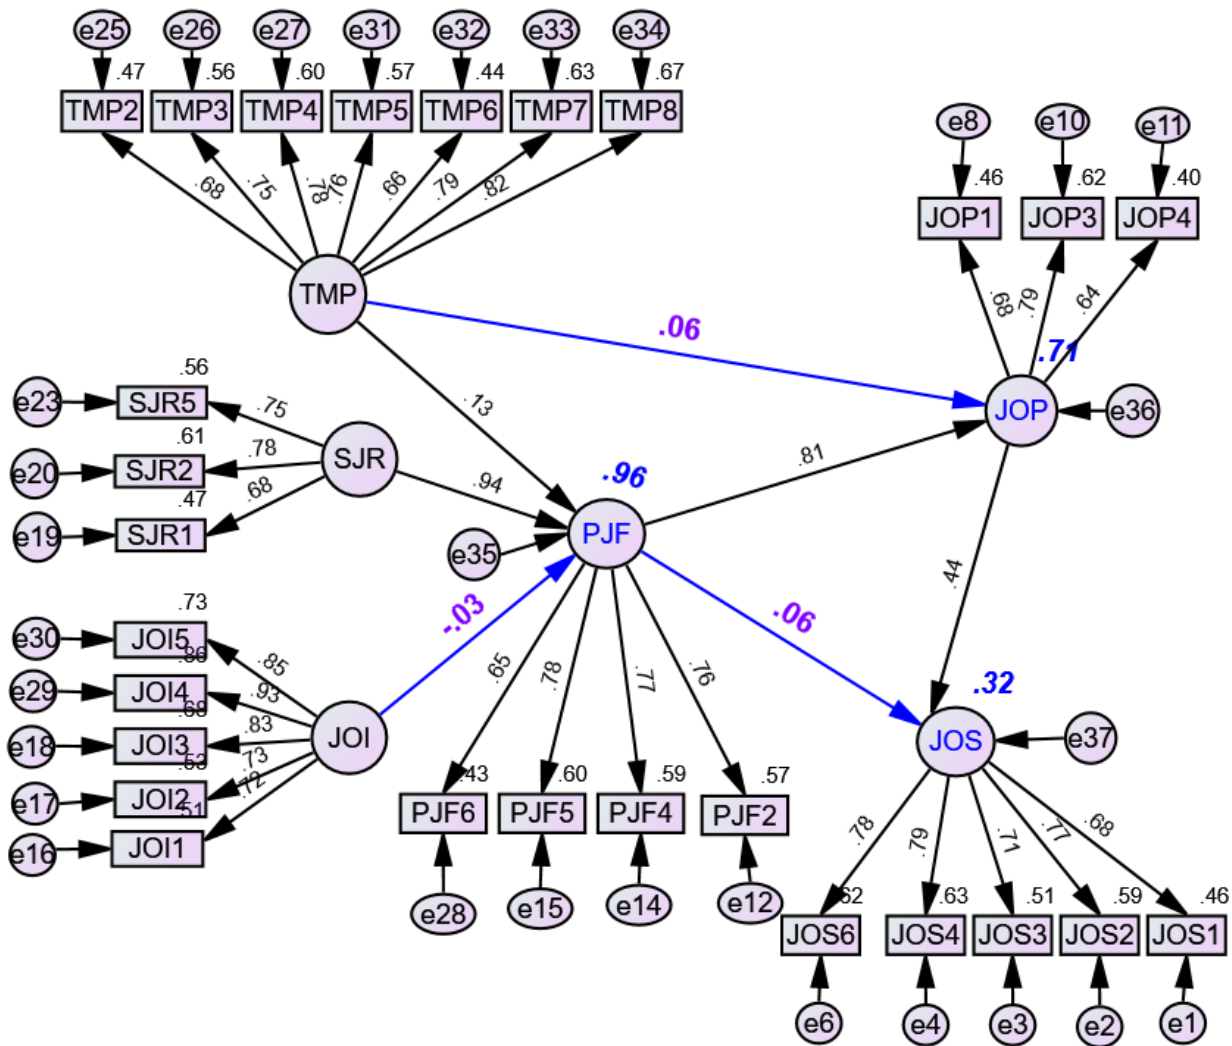 e25 e26 e27 e31 e32 e33 e34
.47 .56 .60 .57 .44 .63 .67
TMP2 TMP3 TMP4 TMP5 TMP6 TMP7 TMP8
.68 .75 .78 .76 .66 .79 .82
TMP
e8 e10 e11
.46 .62 .40
JOP1 JOP3 JOP4
.68 .79 .64
.06
.71
JOP e36
.13
.56
e23 SJR5 .75
.61
e20 SJR2 .78 SJR
.47
e19 SJR1 .68
.94
.81
.96
PJF
e35
.44
-.03
.06
.73
e30 JOI5 .85
.86
e29 JOI4 .93
.68
e18 JOI3 .83 JOI
.53
e17 JOI2 .73
.51
e16 JOI1 .72
.65 .78 .77 .76
.43 .60 .59 .57
PJF6 PJF5 PJF4 PJF2
e28 e15 e14 e12
.32
JOS e37
.78 .79 .71 .77 .68
.62 .63 .51 .59 .46
JOS6 JOS4 JOS3 JOS2 JOS1
e6 e4 e3 e2 e1